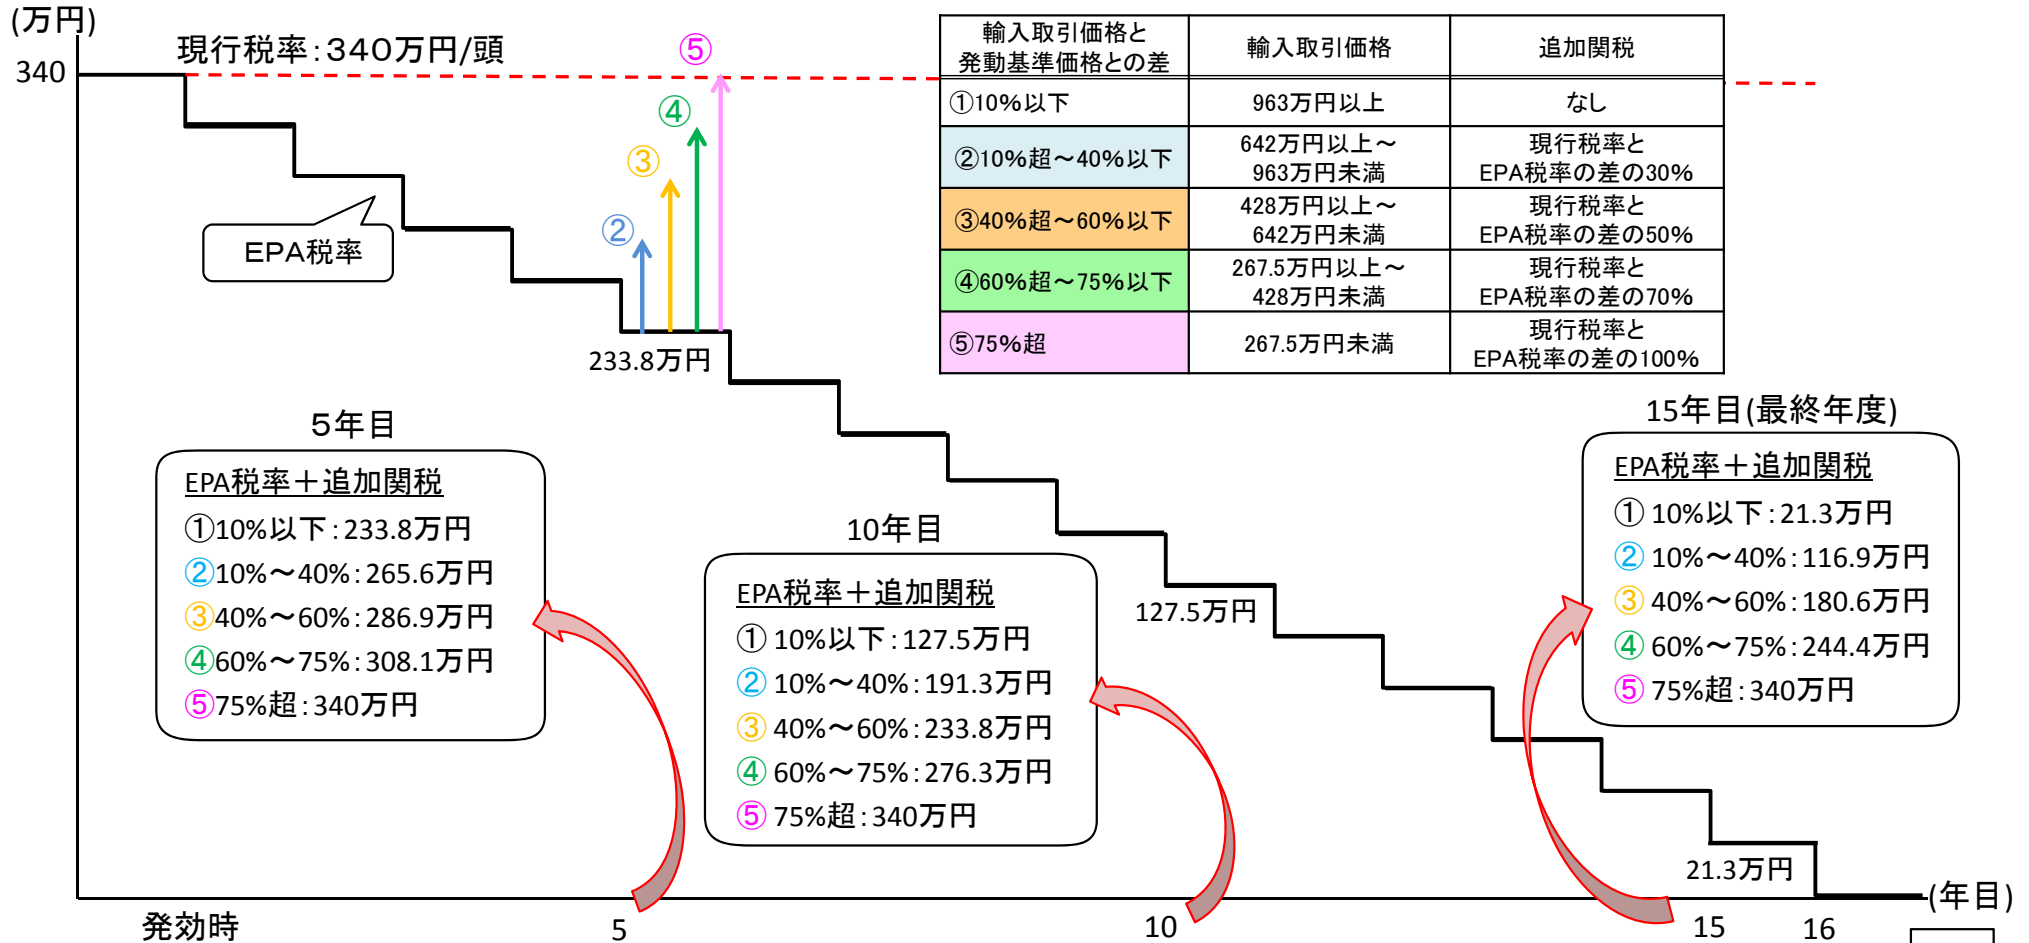 (万円)
340
現行税率：340万円/頭
②
③
④
⑤
EPA税率
233.8万円
輸入取引価格と
発動基準価格との差
輸入取引価格
追加関税
①10%以下
963万円以上
なし
②10%超～40%以下
642万円以上～
963万円未満
現行税率と
EPA税率の差の30%
③40%超～60%以下
428万円以上～
642万円未満
現行税率と
EPA税率の差の50%
④60%超～75%以下
267.5万円以上～
428万円未満
現行税率と
EPA税率の差の70%
⑤75%超
267.5万円未満
現行税率と
EPA税率の差の100%
5年目
EPA税率＋追加関税
①10%以下：233.8万円
②10%～40%：265.6万円
③40%～60%：286.9万円
④60%～75%：308.1万円
⑤75%超：340万円
10年目
EPA税率＋追加関税
① 10%以下：127.5万円
② 10%～40%：191.3万円
③ 40%～60%：233.8万円
④ 60%～75%：276.3万円
⑤ 75%超：340万円
127.5万円
15年目(最終年度)
EPA税率＋追加関税
① 10%以下：21.3万円
② 10%～40%：116.9万円
③ 40%～60%：180.6万円
④ 60%～75%：244.4万円
⑤ 75%超：340万円
21.3万円
発効時
5
10
15
16
(年目)